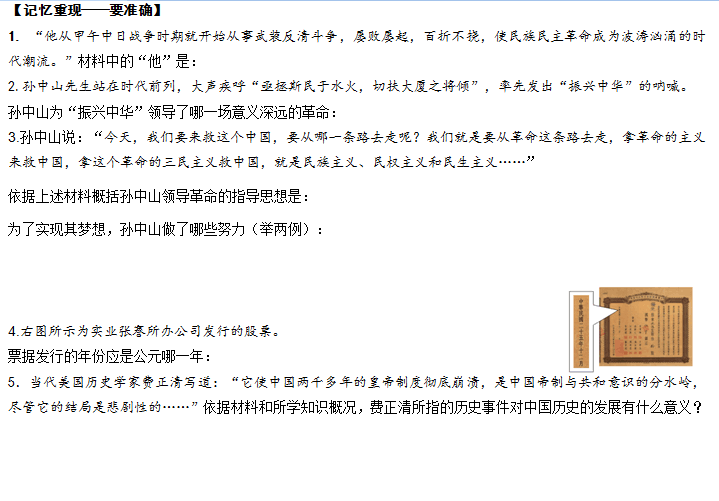 【记忆重现——要准确】
1. “他从甲午中日战争时期就开始从事武装反清斗争，屡败屡起，百折不挠，使民族民主革命成为波涛汹涌的时
代潮流。”材料中的“他”是：
2.孙中山先生站在时代前列，大声疾呼“亟拯斯民于水火，切扶大厦之将倾”，率先发出“振兴中华”的呐喊。
孙中山为“振兴中华”领导了哪一场意义深远的革命：
3.孙中山说：“今天，我们要来救这个中国，要从哪一条路去走呢？我们就是要从革命这条路去走，拿革命的主义
来救中国，拿这个革命的三民主义救中国，就是民族主义、民权主义和民生主义……”
依据上述材料概括孙中山领导革命的指导思想是：
为了实现其梦想，孙中山做了哪些努力（举两例）：
4.右图所示为实业张謇所办公司发行的股票。
中華民國二十五年十二月
票据发行的年份应是公元哪一年：
5．当代美国历史学家费正清写道：“它使中国两千多年的皇帝制度彻底崩溃，是中国帝制与共和意识的分水岭，
尽管它的结局是悲剧性的……”依据材料和所学知识概况，费正清所指的历史事件对中国历史的发展有什么意义？